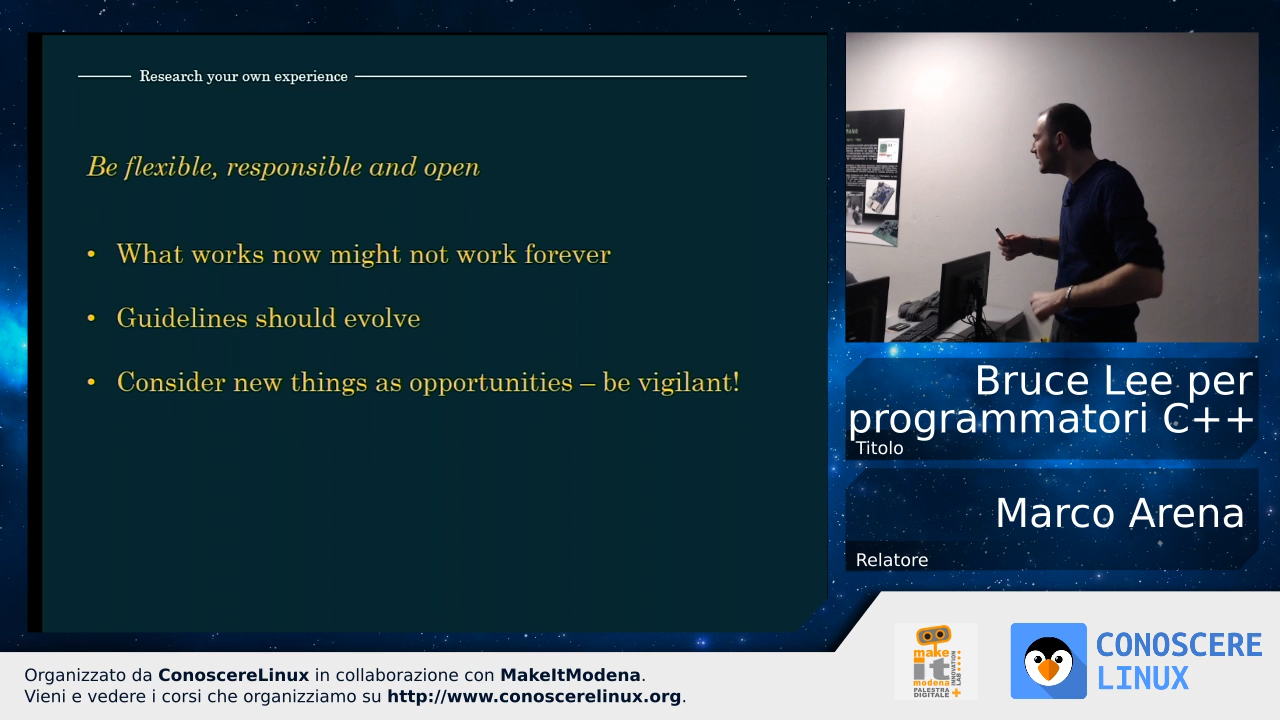 Research your own experience
Be flexible, responsible and open
• What works now might not work forever
• Guidelines should evolve
• Consider new things as opportunities – be vigilant!
Bruce Lee per
programmatori C++
Titolo
Marco Arena
Relatore
make
it
modena
PALESTRA
DIGITALE
INNOVATION
LAB
CONOSCERE
LINUX
Organizzato da ConoscereLinux in collaborazione con MakeItModena.
Vieni e vedere i corsi che organizziamo su http://www.conoscerelinux.org.